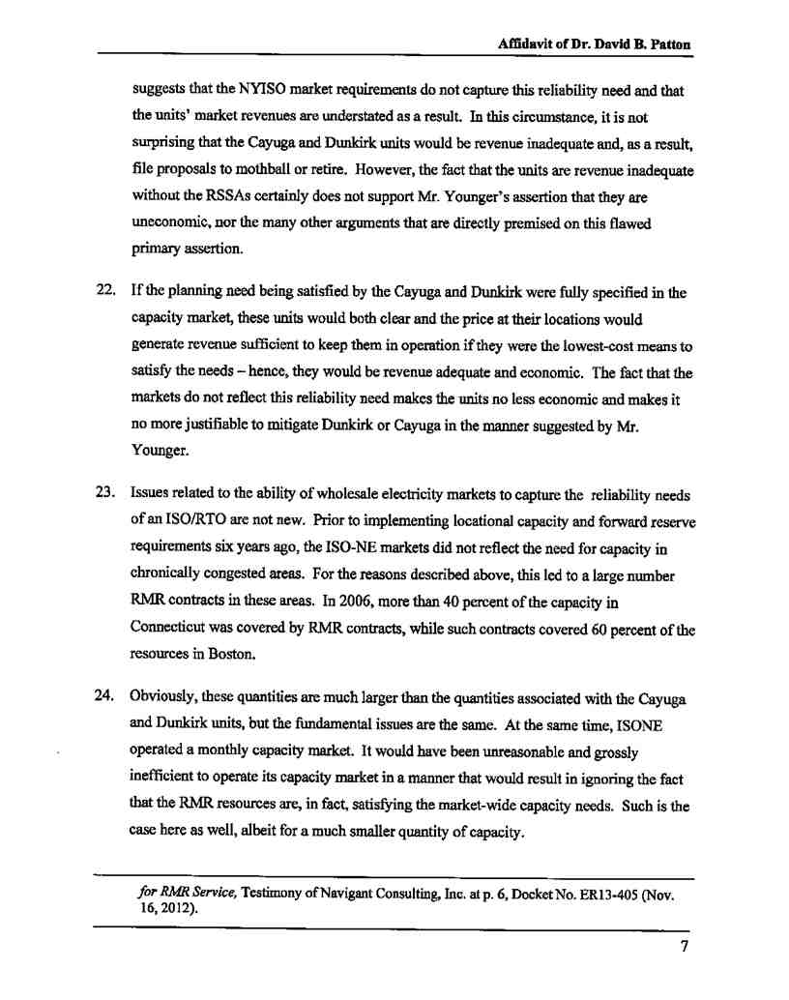 Affidavit of Dr. David B. Patton
suggests that the NYISO market requirements do not capture this reliability need and that
the units' market revenues are understated as a result.  In this circumstance, it is not
surprising that the Cayuga and Dunkirk units would be revenue inadequate and, as a result,
file proposals to mothball or retire.  However, the fact that the units are revenue inadequate
without the RSSAs certainly does not support Mr. Younger's assertion that they are
uneconomic, nor the many other arguments that are directly premised on this flawed
primary assertion.
22. If the planning need being satisfied by the Cayuga and Dunkirk were fully specified in the
capacity market, these units would both clear and the price at their locations would
generate revenue sufficient to keep them in operation if they were the lowest-cost means to
satisfy the needs – hence, they would be revenue adequate and economic.  The fact that the
markets do not reflect this reliability need makes the units no less economic and makes it
no more justifiable to mitigate Dunkirk or Cayuga in the manner suggested by Mr.
Younger.
23. Issues related to the ability of wholesale electricity markets to capture the reliability needs
of an ISO/RTO are not new.  Prior to implementing locational capacity and forward reserve
requirements six years ago, the ISO-NE markets did not reflect the need for capacity in
chronically congested areas.  For the reasons described above, this led to a large number
RMR contracts in these areas.  In 2006, more than 40 percent of the capacity in
Connecticut was covered by RMR contracts, while such contracts covered 60 percent of the
resources in Boston.
24. Obviously, these quantities are much larger than the quantities associated with the Cayuga
and Dunkirk units, but the fundamental issues are the same.  At the same time, ISONE
operated a monthly capacity market.  It would have been unreasonable and grossly
inefficient to operate its capacity market in a manner that would result in ignoring the fact
that the RMR resources are, in fact, satisfying the market-wide capacity needs.  Such is the
case here as well, albeit for a much smaller quantity of capacity.
for RMR Service, Testimony of Navigant Consulting, Inc. at p. 6, Docket No. ER13-405 (Nov.
16, 2012).
7